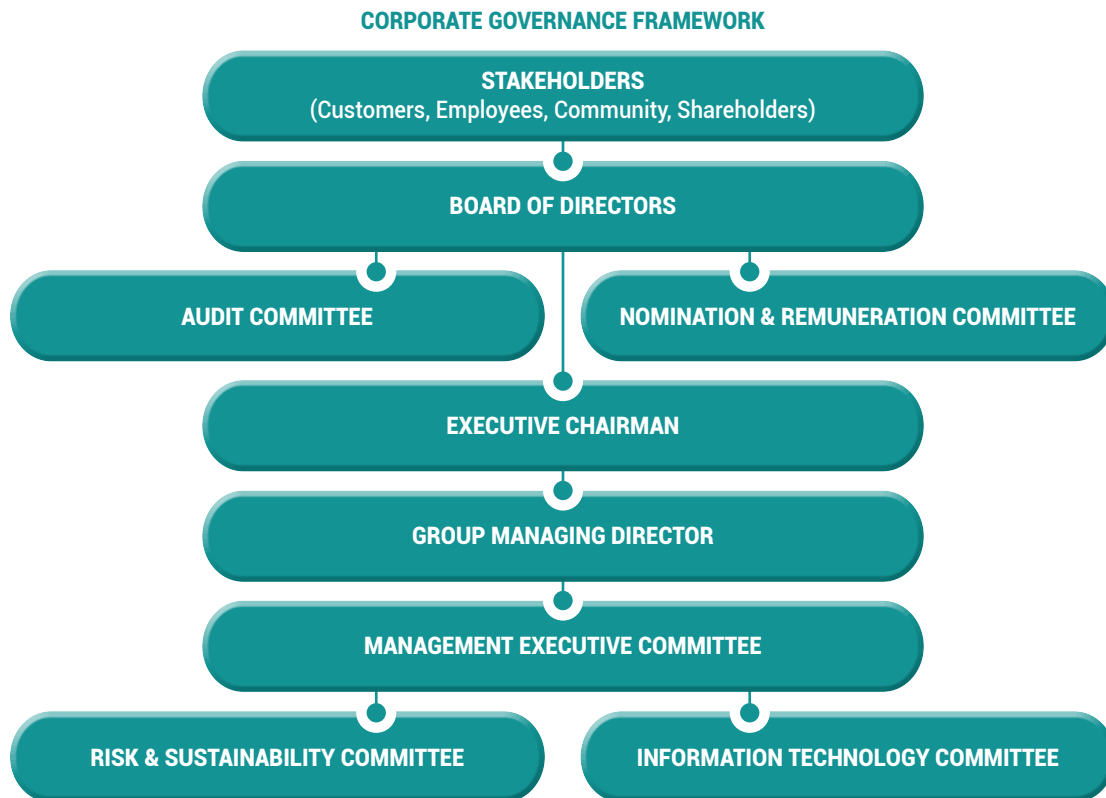 CORPORATE GOVERNANCE FRAMEWORK
STAKEHOLDERS
(Customers, Employees, Community, Shareholders)
BOARD OF DIRECTORS
AUDIT COMMITTEE
NOMINATION & REMUNERATION COMMITTEE
EXECUTIVE CHAIRMAN
GROUP MANAGING DIRECTOR
MANAGEMENT EXECUTIVE COMMITTEE
RISK & SUSTAINABILITY COMMITTEE
INFORMATION TECHNOLOGY COMMITTEE